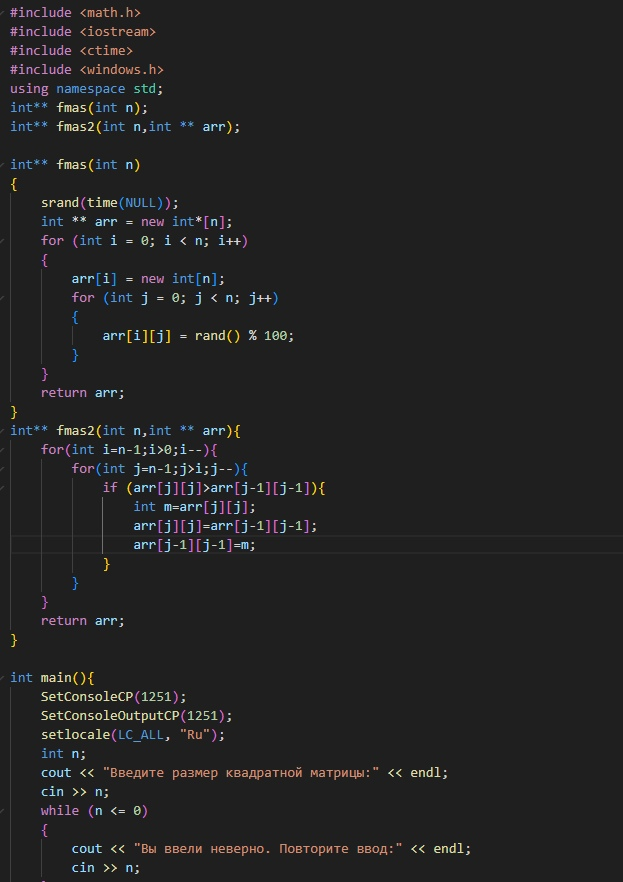 #include <math.h>
#include <iostream>
#include <ctime>
#include <windows.h>
using namespace std;
int** fmas(int n);
int** fmas2(int n,int ** arr);

int** fmas(int n)
{
    srand(time(NULL));
    int ** arr = new int*[n];
    for (int i = 0; i < n; i++)
    {
        arr[i] = new int[n];
        for (int j = 0; j < n; j++)
        {
            arr[i][j] = rand() % 100;
        }
    }
    return arr;
}
int** fmas2(int n,int ** arr){
    for(int i=n-1;i>0;i--){
        for(int j=n-1;j>i;j--){
            if (arr[j][j]>arr[j-1][j-1]){
                int m=arr[j][j];
                arr[j][j]=arr[j-1][j-1];
                arr[j-1][j-1]=m;
            }
        }
    }
    return arr;
}

int main(){
    SetConsoleCP(1251);
    SetConsoleOutputCP(1251);
    setlocale(LC_ALL, "Ru");
    int n;
    cout << "Введите размер квадратной матрицы:" << endl;
    cin >> n;
    while (n <= 0)
    {
        cout << "Вы ввели неверно. Повторите ввод:" << endl;
        cin >> n;